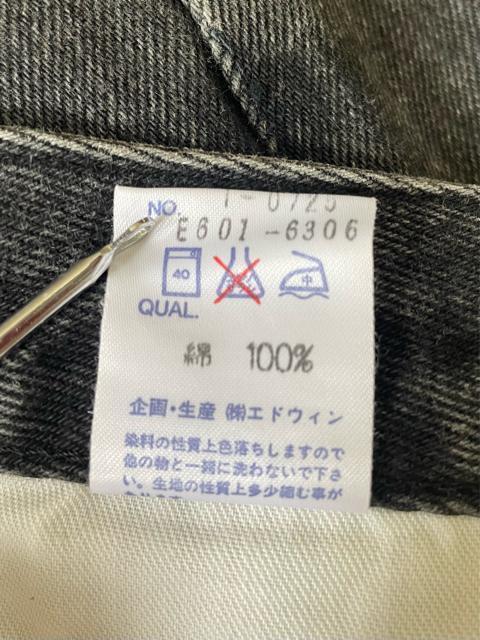 1-0725
NO.
E601-6306
40
中
QUAL.
綿 100%
企画・生産 ㈱エドウィン
染料の性質上色落ちしますので
他の物と一緒に洗わないで下さ
い。生地の性質上多少縮む事が